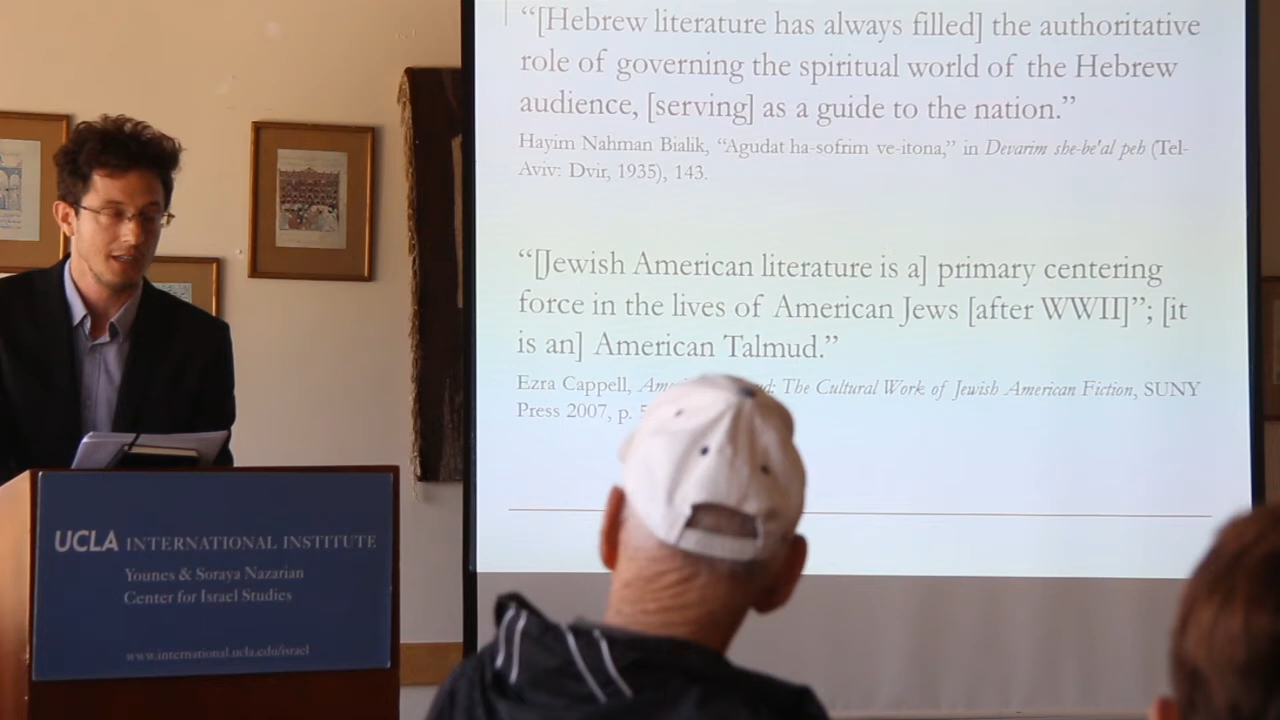 “[Hebrew literature has always filled] the authoritative
role of governing the spiritual world of the Hebrew
audience, [serving] as a guide to the nation.”
Hayim Nahman Bialik, “Agudat ha-sofrim ve-itona,” in Devarim she-be'al peh (Tel-
Aviv: Dvir, 1935), 143.
“[Jewish American literature is a] primary centering
force in the lives of American Jews [after WWII]”; [it
is an] American Talmud.”
Ezra Cappell, The Cultural Work of Jewish American Fiction, SUNY
Press 2007, p.
UCLA INTERNATIONAL INSTITUTE
Younes & Soraya Nazarian
Center for Israel Studies
www.international.ucla.edu/israel